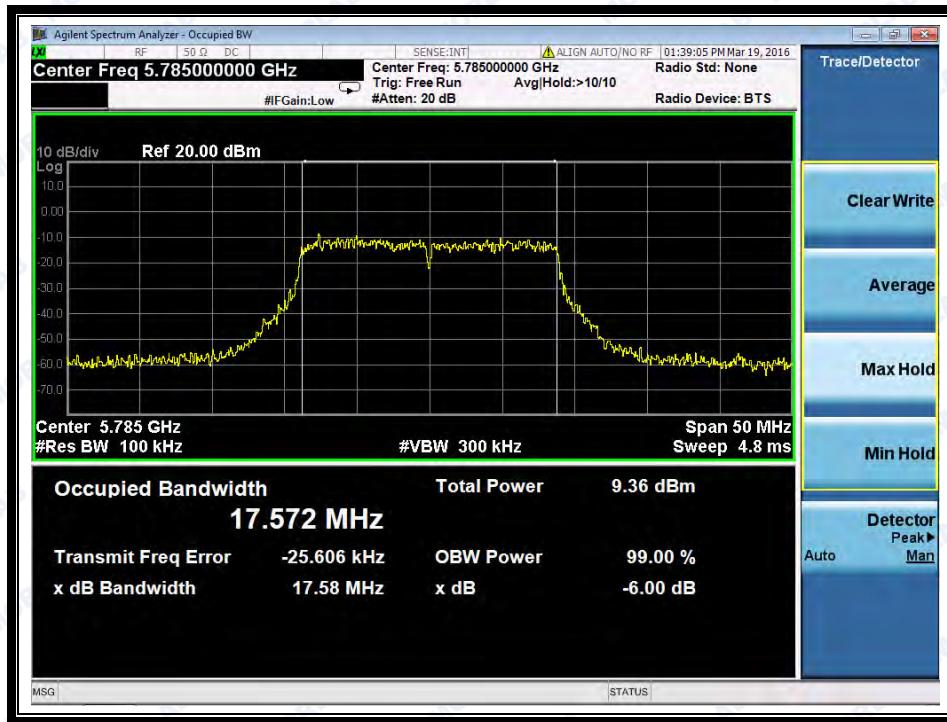 Agilent Spectrum Analyzer - Occupied BW
LXI RF 50 Ω DC SENSE:INT ALIGN AUTO/NO RF 01:39:05 PM Mar 19, 2016
Center Freq 5.785000000 GHz
Center Freq: 5.785000000 GHz Radio Std: None
Trig: Free Run Avg|Hold:>10/10
#IFGain:Low #Atten: 20 dB Radio Device: BTS
10 dB/div Ref 20.00 dBm
Log
10.0
0.00
-10.0
-20.0
-30.0
-40.0
-50.0
-60.0
-70.0
Center 5.785 GHz Span 50 MHz
#Res BW 100 kHz #VBW 300 kHz Sweep 4.8 ms
Occupied Bandwidth Total Power 9.36 dBm
17.572 MHz
Transmit Freq Error -25.606 kHz OBW Power 99.00 %
x dB Bandwidth 17.58 MHz x dB -6.00 dB
MSG STATUS
Trace/Detector
Clear Write
Average
Max Hold
Min Hold
Detector
Peak▶
Auto Man